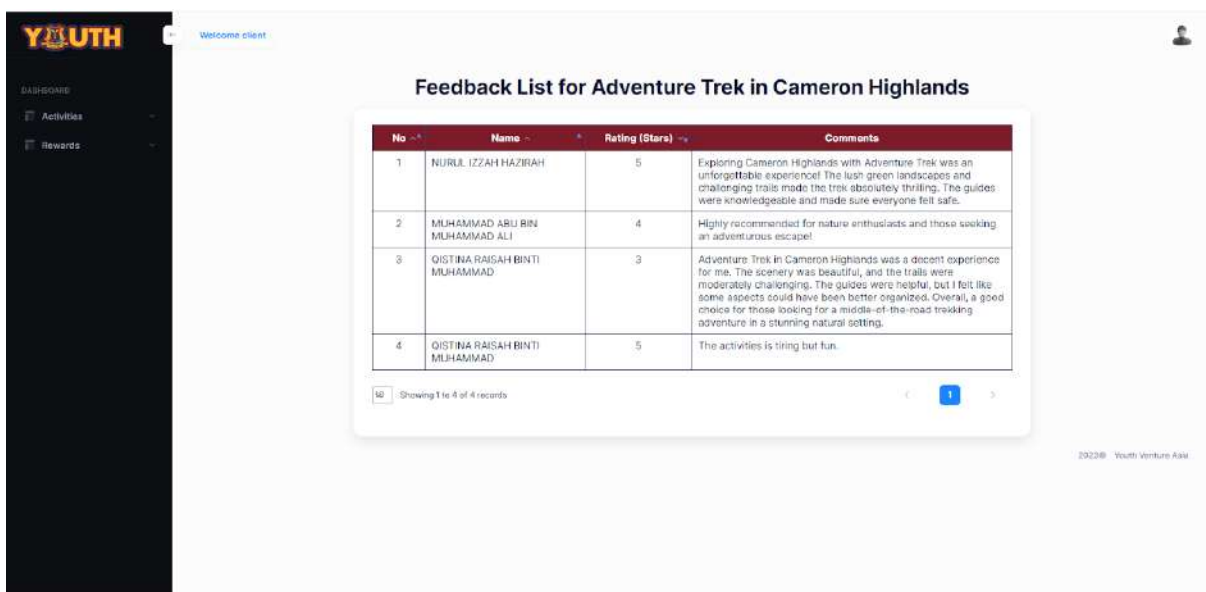 YOUTH
Welcome client
DASHBOARD
Activities
Rewards
Feedback List for Adventure Trek in Cameron Highlands
No Name Rating (Stars) Comments
1 NURUL IZZAH HAZIRAH 5 Exploring Cameron Highlands with Adventure Trek was an
unforgettable experience! The lush green landscapes and
challenging trails made the trek absolutely thrilling. The guides
were knowledgeable and made sure everyone felt safe.
2 MUHAMMAD ABU BIN 4 Highly recommended for nature enthusiasts and those seeking
MUHAMMAD ALI an adventurous escape!
3 QISTINA RAISAH BINTI 3 Adventure Trek in Cameron Highlands was a decent experience
MUHAMMAD for me. The scenery was beautiful, and the trails were
moderately challenging. The guides were helpful, but I felt like
some aspects could have been better organized. Overall, a good
choice for those looking for a middle-of-the-road trekking
adventure in a stunning natural setting.
4 QISTINA RAISAH BINTI 5 The activities is tiring but fun.
MUHAMMAD
Showing 1 to 4 of 4 records 1
Youth Venture Asia